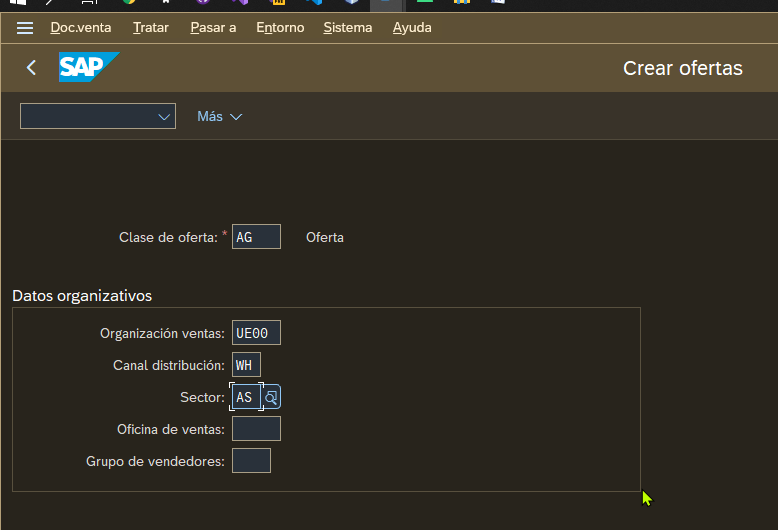 Doc.venta Tratar Pasar a Entorno Sistema Ayuda
SAP Crear ofertas
Más
Clase de oferta: * AG Oferta
Datos organizativos
Organización ventas: UE00
Canal distribución: WH
Sector: AS
Oficina de ventas:
Grupo de vendedores: